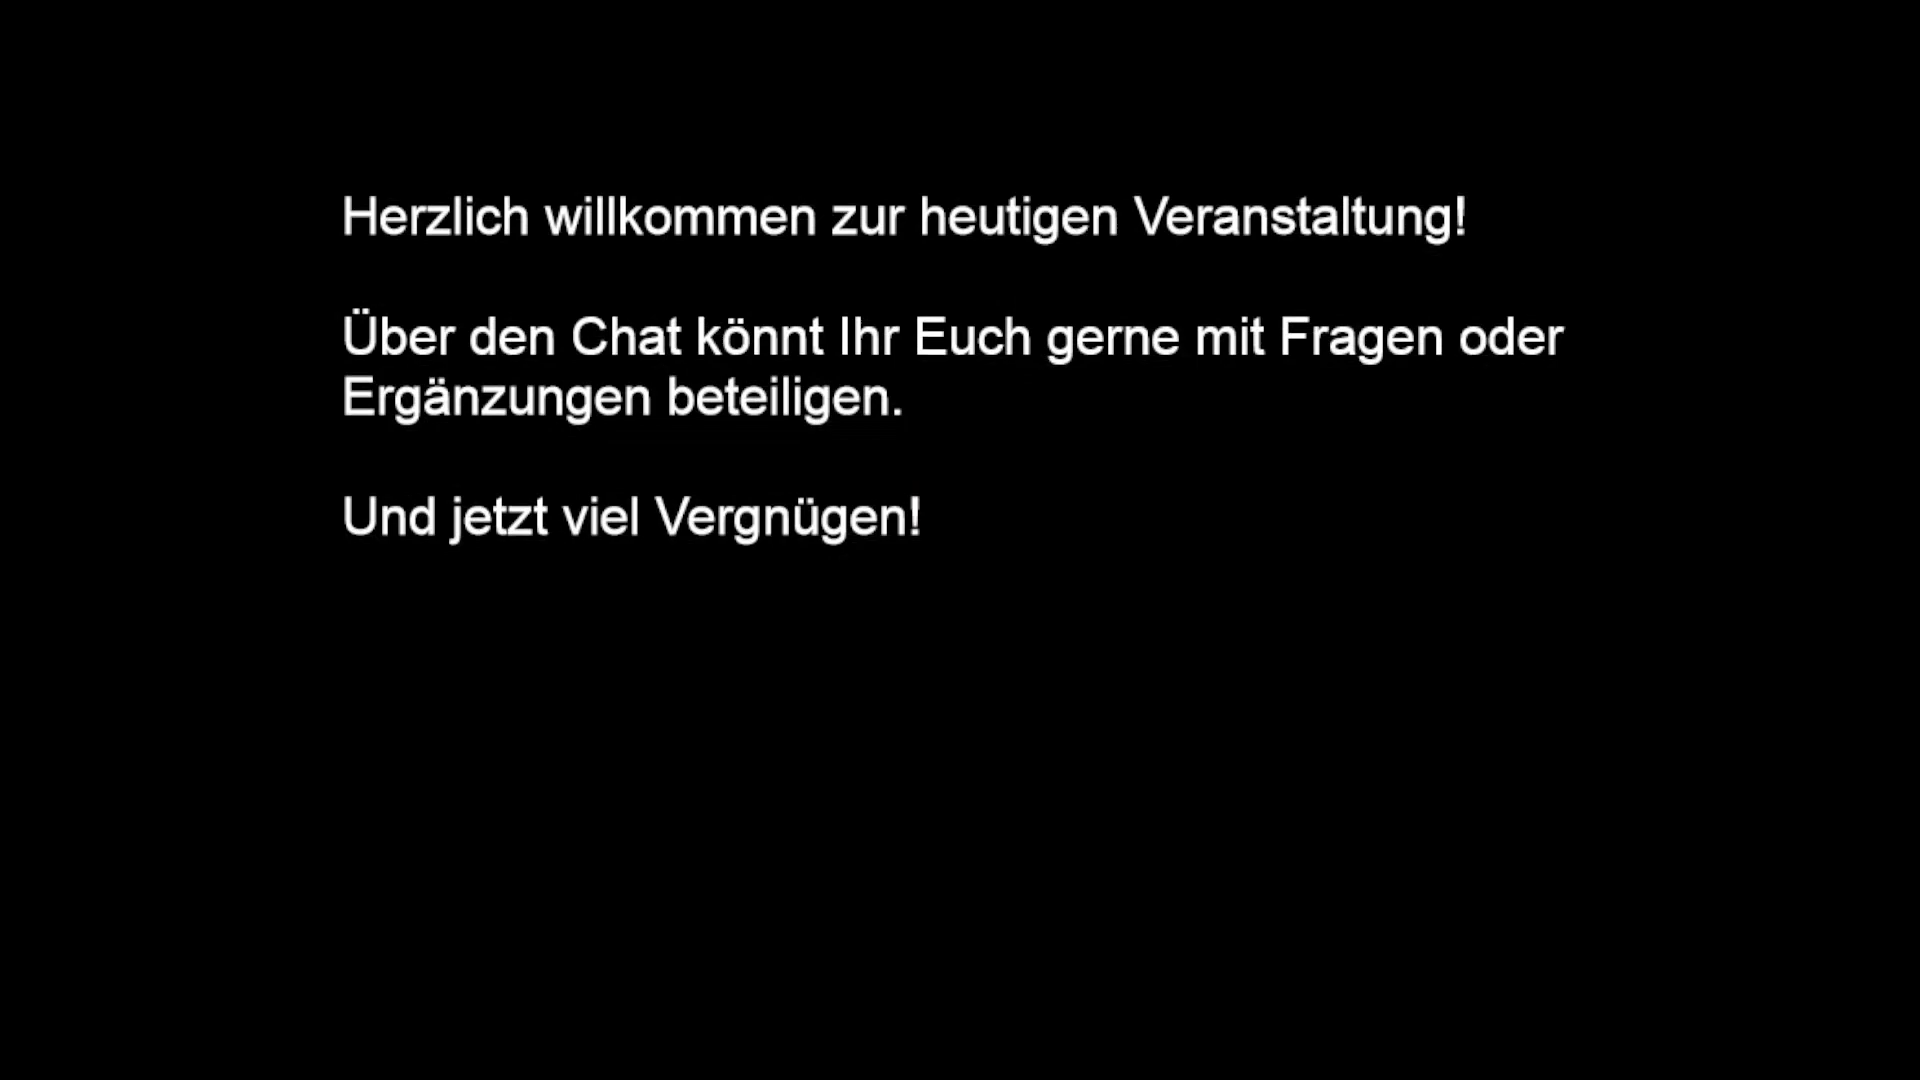 Herzlich willkommen zur heutigen Veranstaltung!
Über den Chat könnt Ihr Euch gerne mit Fragen oder
Ergänzungen beteiligen.
Und jetzt viel Vergnügen!